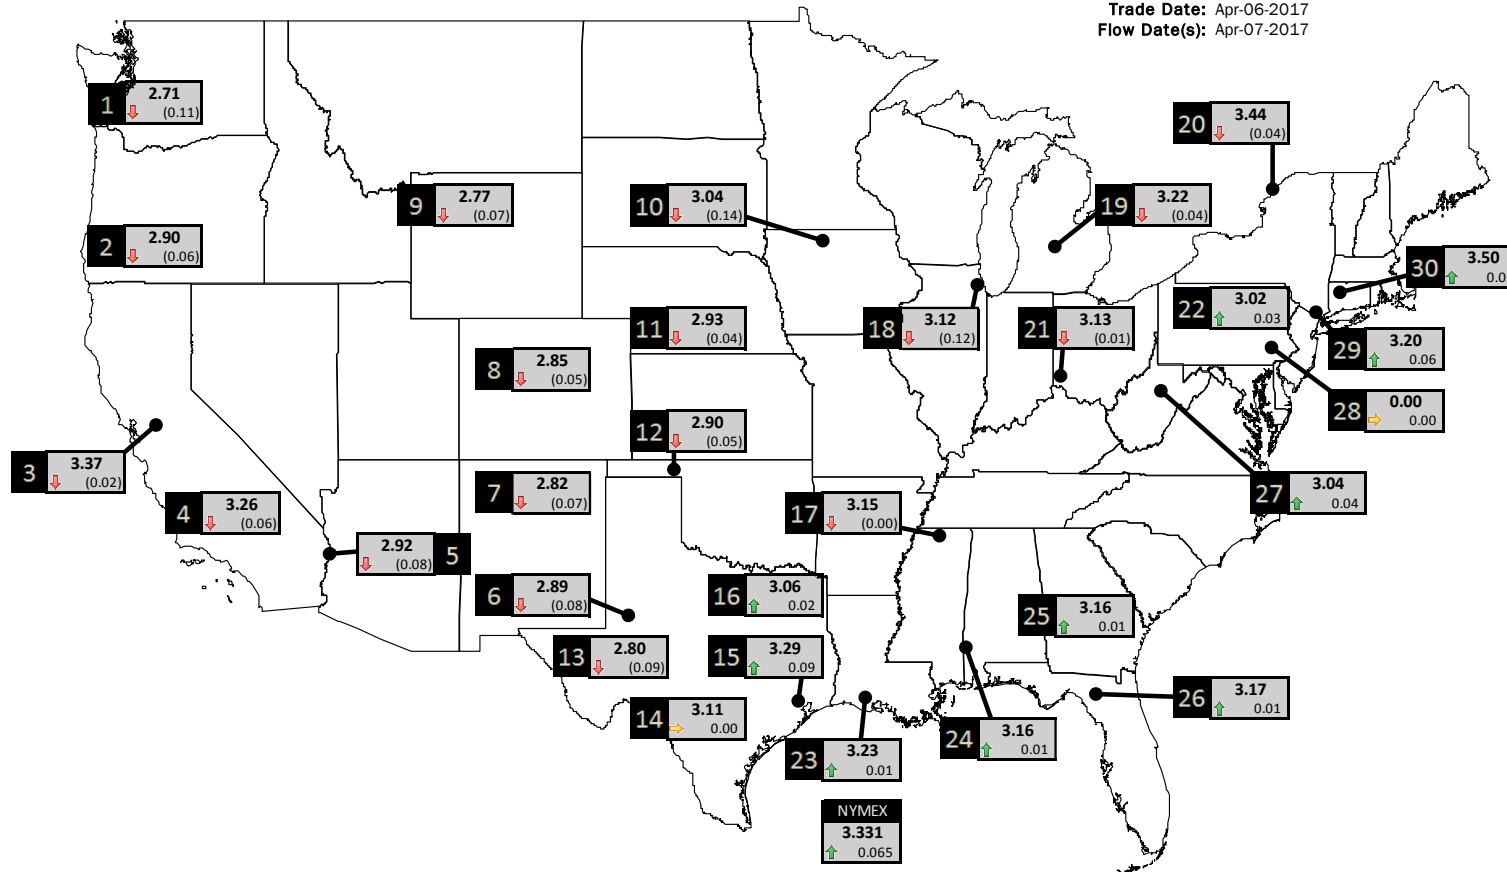 Trade Date: Apr-06-2017
Flow Date(s): Apr-07-2017
1 2.71 (0.11)
20 3.44 (0.04)
9 2.77 (0.07)
10 3.04 (0.14)
19 3.22 (0.04)
2 2.90 (0.06)
30 3.50
22 3.02 0.03
11 2.93 (0.04)
18 3.12 (0.12)
21 3.13 (0.01)
29 3.20 0.06
8 2.85 (0.05)
28 0.00 0.00
12 2.90 (0.05)
3 3.37 (0.02)
7 2.82 (0.07)
27 3.04 0.04
4 3.26 (0.06)
17 3.15 (0.00)
2.92 (0.08) 5
6 2.89 (0.08)
16 3.06 0.02
25 3.16 0.01
13 2.80 (0.09)
15 3.29 0.09
26 3.17 0.01
14 3.11 0.00
24 3.16 0.01
23 3.23 0.01
NYMEX
3.331
0.065